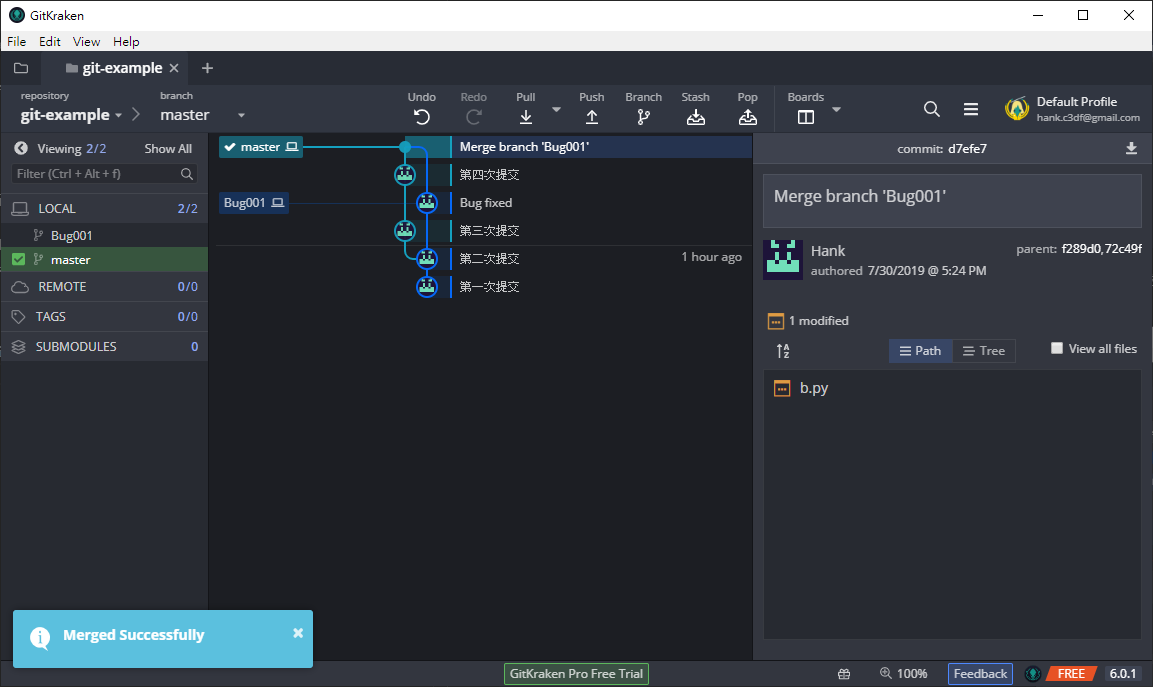 GitKraken
File Edit View Help
git-example
repository
git-example
branch
master
Undo
Redo
Pull
Push
Branch
Stash
Pop
Boards
Default Profile
hank.c3df@gmail.com
Viewing 2/2 Show All
Filter (Ctrl + Alt + f)
LOCAL 2/2
Bug001
master
REMOTE 0/0
TAGS 0/0
SUBMODULES 0
master Merge branch 'Bug001'
第四次提交
Bug001 Bug fixed
第三次提交
第二次提交 1 hour ago
第一次提交
commit: d7efe7
Merge branch 'Bug001'
Hank
authored 7/30/2019 @ 5:24 PM
parent: f289d0,72c49f
1 modified
Path Tree View all files
b.py
Merged Successfully
GitKraken Pro Free Trial
100% Feedback FREE 6.0.1